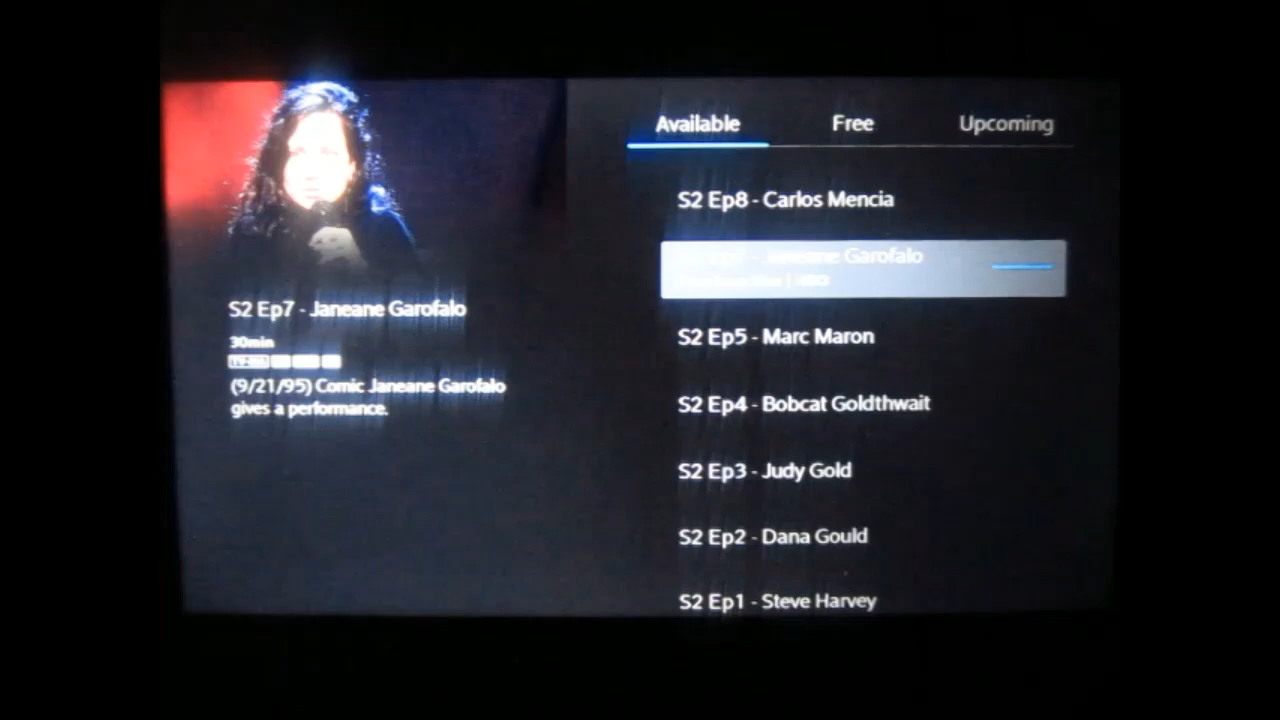 Available Free Upcoming
S2 Ep8 - Carlos Mencia
Janeane Garofalo
HBO
S2 Ep7 - Janeane Garofalo
30min
(9/21/95) Comic Janeane Garofalo
gives a performance.
S2 Ep5 - Marc Maron
S2 Ep4 - Bobcat Goldthwait
S2 Ep3 - Judy Gold
S2 Ep2 - Dana Gould
S2 Ep1 - Steve Harvey